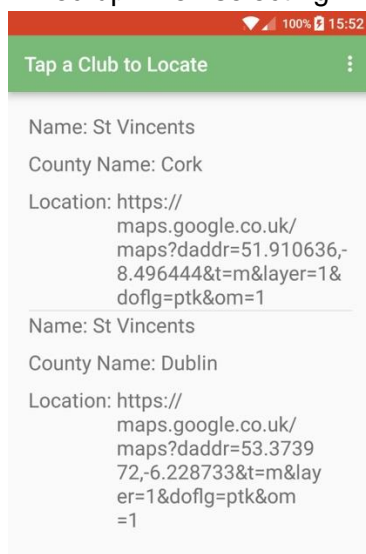 100% 15:52
Tap a Club to Locate
Name: St Vincents
County Name: Cork
Location: https://
maps.google.co.uk/
maps?daddr=51.910636,-
8.496444&t=m&layer=1&
doflg=ptk&om=1
Name: St Vincents
County Name: Dublin
Location: https://
maps.google.co.uk/
maps?daddr=53.3739
72,-6.228733&t=m&lay
er=1&doflg=ptk&om
=1